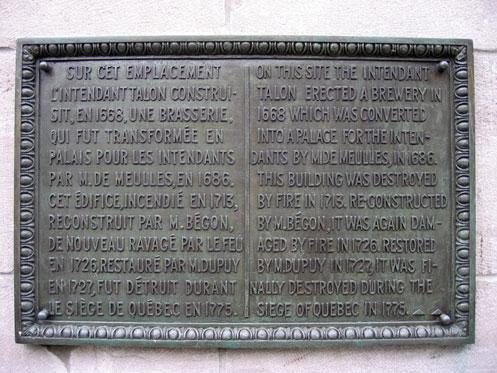 SUR CET EMPLACEMENT
L'INTENDANT TALON CONSTRUI-
SIT, EN 1668, UNE BRASSERIE,
QUI FUT TRANSFORMÉE EN
PALAIS POUR LES INTENDANTS
PAR M. DE MEULLES, EN 1686.
CET ÉDIFICE, INCENDIÉ EN 1713,
RECONSTRUIT PAR M. BÉGON,
DE NOUVEAU RAVAGÉ PAR LE FEU
EN 1726, RESTAURÉ PAR M. DUPUY
EN 1727, FUT DÉTRUIT DURANT
LE SIÈGE DE QUÉBEC EN 1775.
ON THIS SITE THE INTENDANT
TALON ERECTED A BREWERY IN
1668 WHICH WAS CONVERTED
INTO A PALACE FOR THE INTEN-
DANTS BY M. DE MEULLES, IN 1686.
THIS BUILDING WAS DESTROYED
BY FIRE IN 1713. RE-CONSTRUCTED
BY M. BÉGON, IT WAS AGAIN DAM-
AGED BY FIRE IN 1726. RESTORED
BY M. DUPUY IN 1727, IT WAS FI-
NALLY DESTROYED DURING THE
SIEGE OF QUEBEC IN 1775.